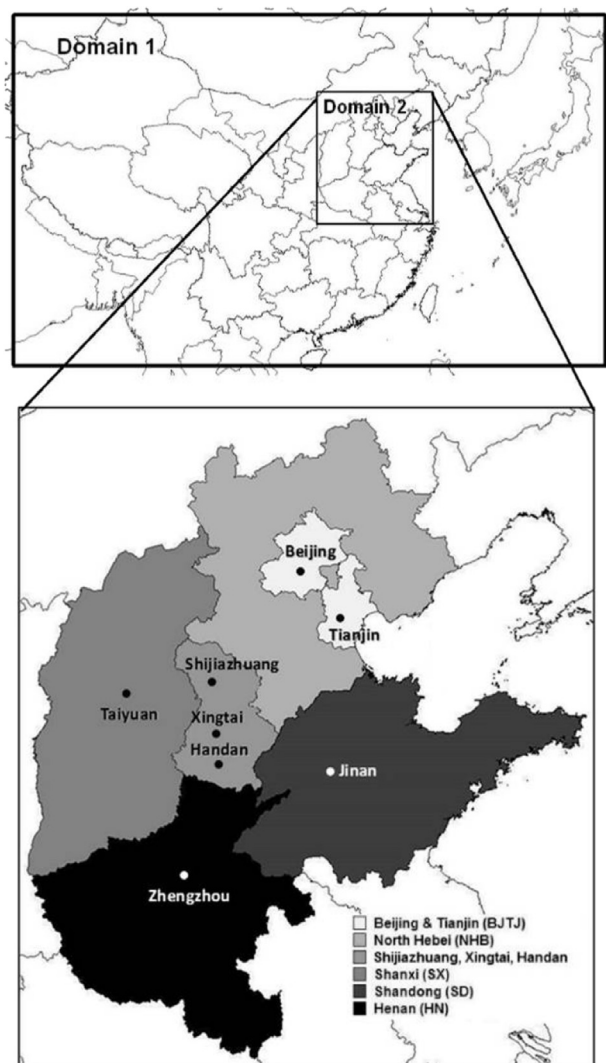 Domain 1
Domain 2
Beijing
Tianjin
Shijiazhuang
Taiyuan
Xingtai
Handan
Jinan
Zhengzhou
Beijing & Tianjin (BJTJ)
North Hebei (NHB)
Shijiazhuang, Xingtai, Handan
Shanxi (SX)
Shandong (SD)
Henan (HN)